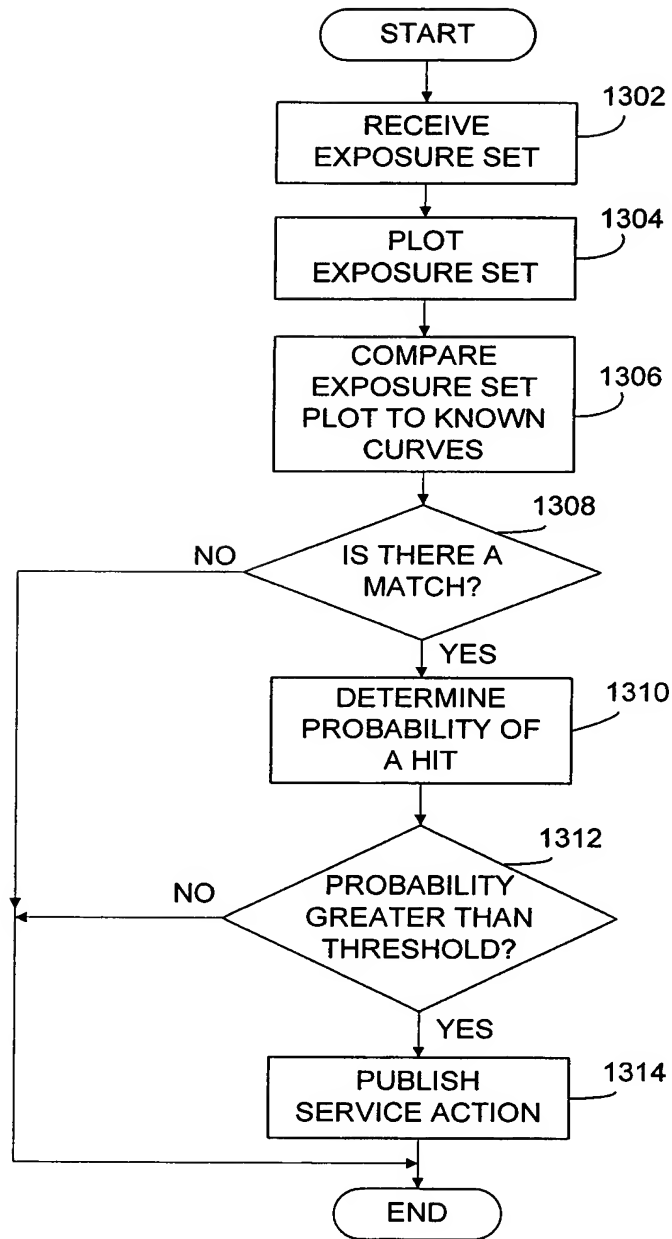 START
1302
RECEIVE
EXPOSURE SET
1304
PLOT
EXPOSURE SET
COMPARE
EXPOSURE SET
PLOT TO KNOWN
CURVES
1306
1308
NO
IS THERE A
MATCH?
YES
1310
DETERMINE
PROBABILITY OF
A HIT
1312
NO
PROBABILITY
GREATER THAN
THRESHOLD?
YES
PUBLISH
SERVICE ACTION
1314
END